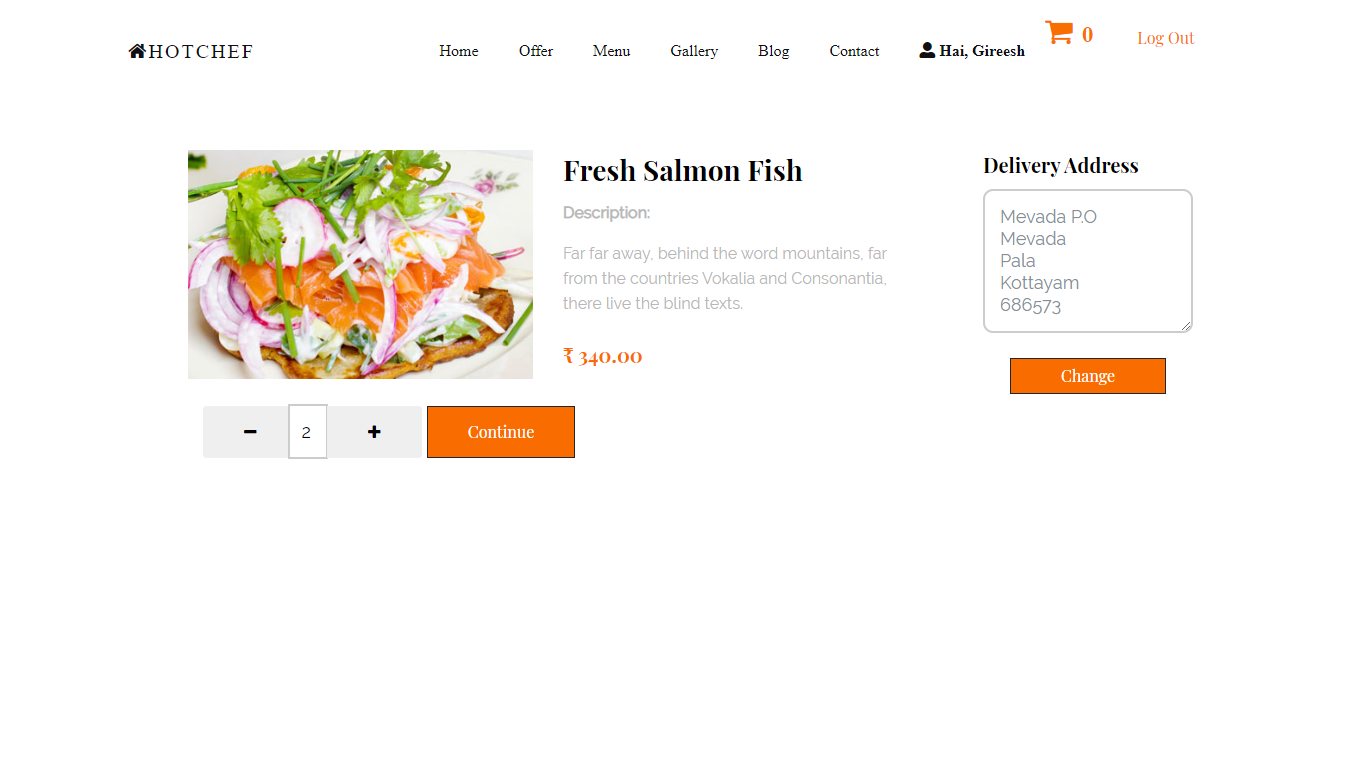 HOTCHEF
Home Offer Menu Gallery Blog Contact Hai, Gireesh 0 Log Out
Fresh Salmon Fish
Description:
Far far away, behind the word mountains, far
from the countries Vokalia and Consonantia,
there live the blind texts.
₹ 340.00
2
Continue
Delivery Address
Mevada P.O
Mevada
Pala
Kottayam
686573
Change